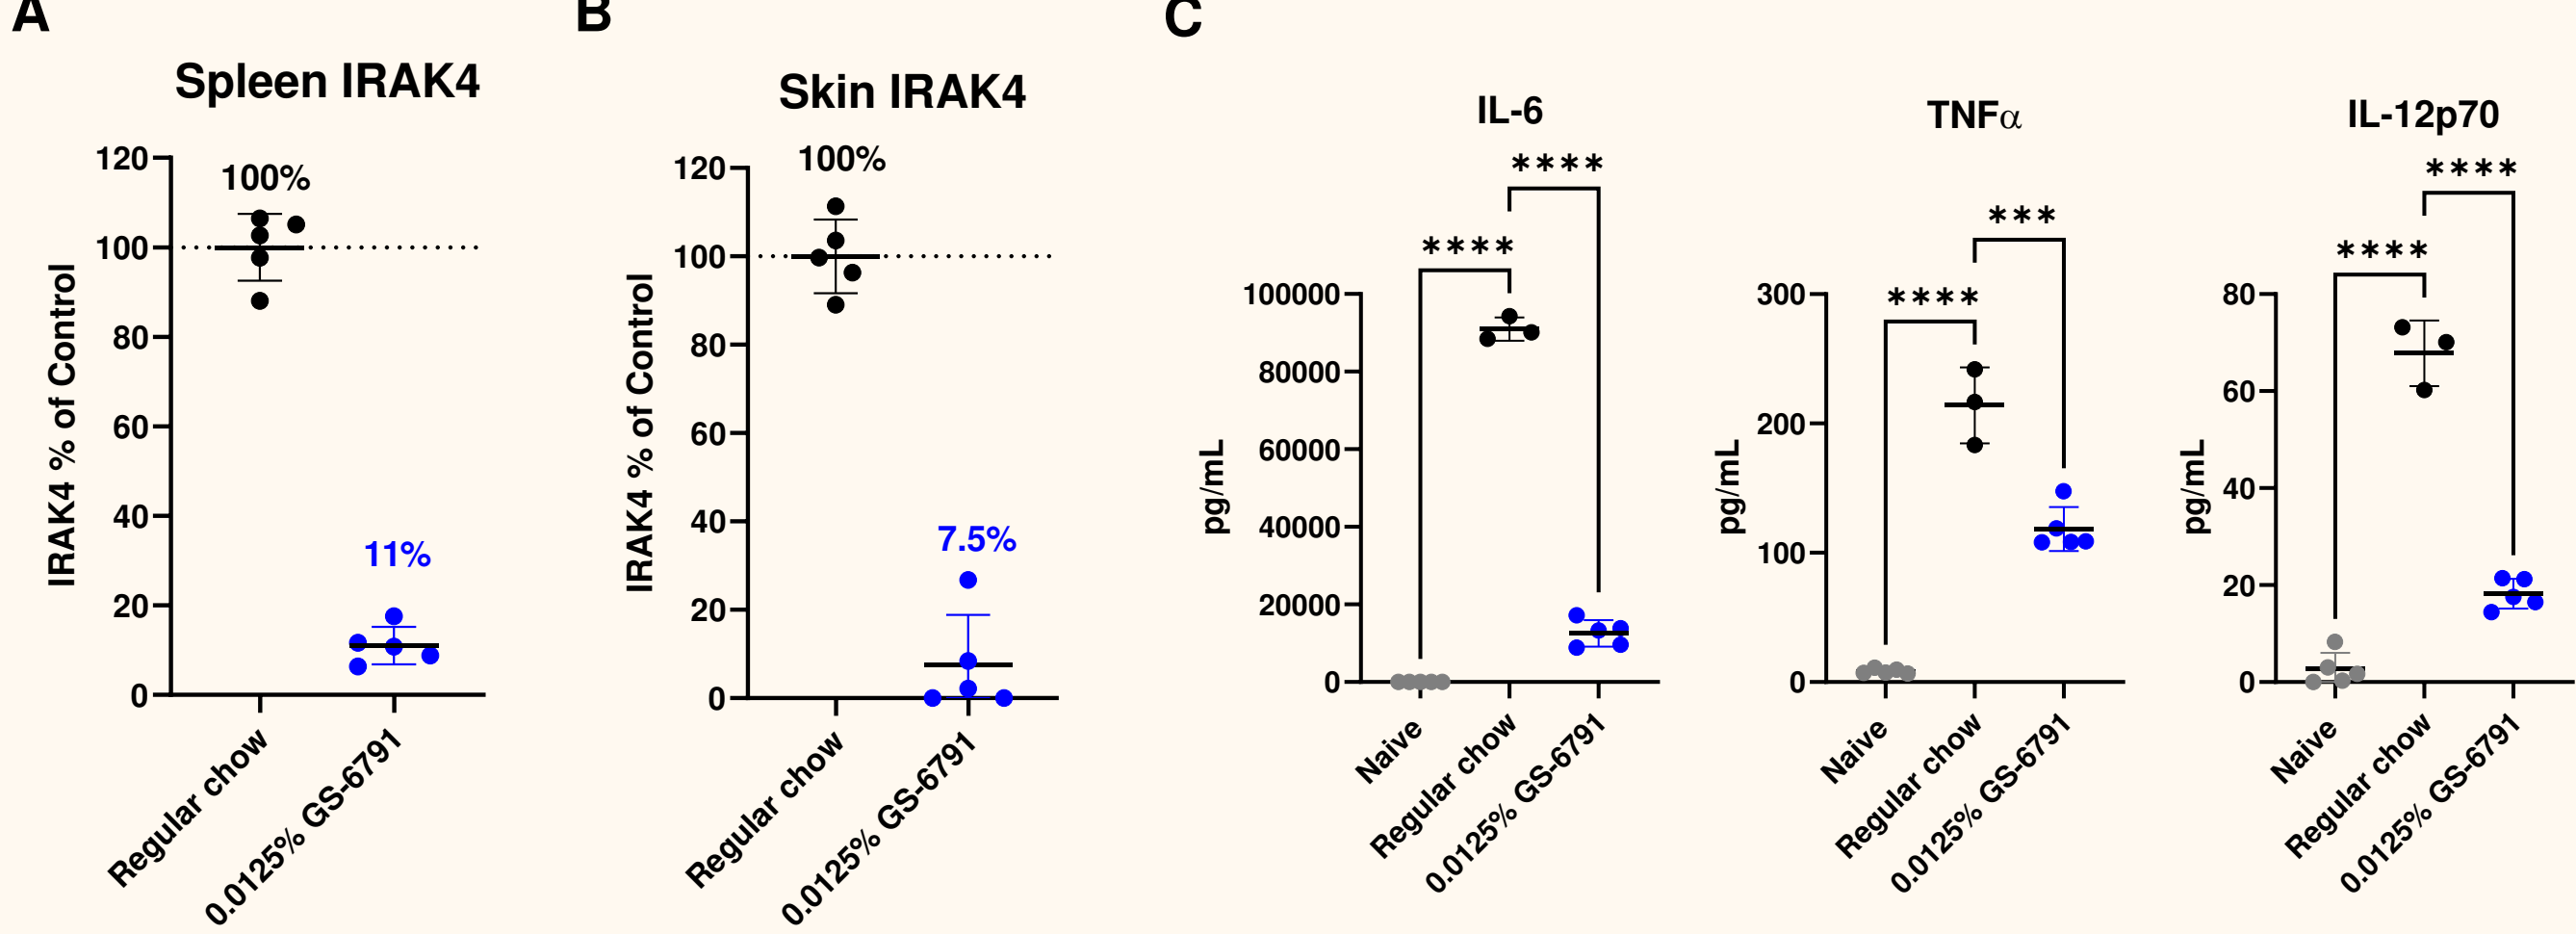 A
Spleen IRAK4
IRAK4 % of Control
120
100
80
60
40
20
0
100%
11%
Regular chow
0.0125% GS-6791
B
Skin IRAK4
IRAK4 % of Control
120
100
80
60
40
20
0
100%
7.5%
Regular chow
0.0125% GS-6791
C
IL-6
pg/mL
100000
80000
60000
40000
20000
0
****
****
Naive
Regular chow
0.0125% GS-6791
TNFα
pg/mL
300
200
100
0
****
***
Naive
Regular chow
0.0125% GS-6791
IL-12p70
pg/mL
80
60
40
20
0
****
****
Naive
Regular chow
0.0125% GS-6791